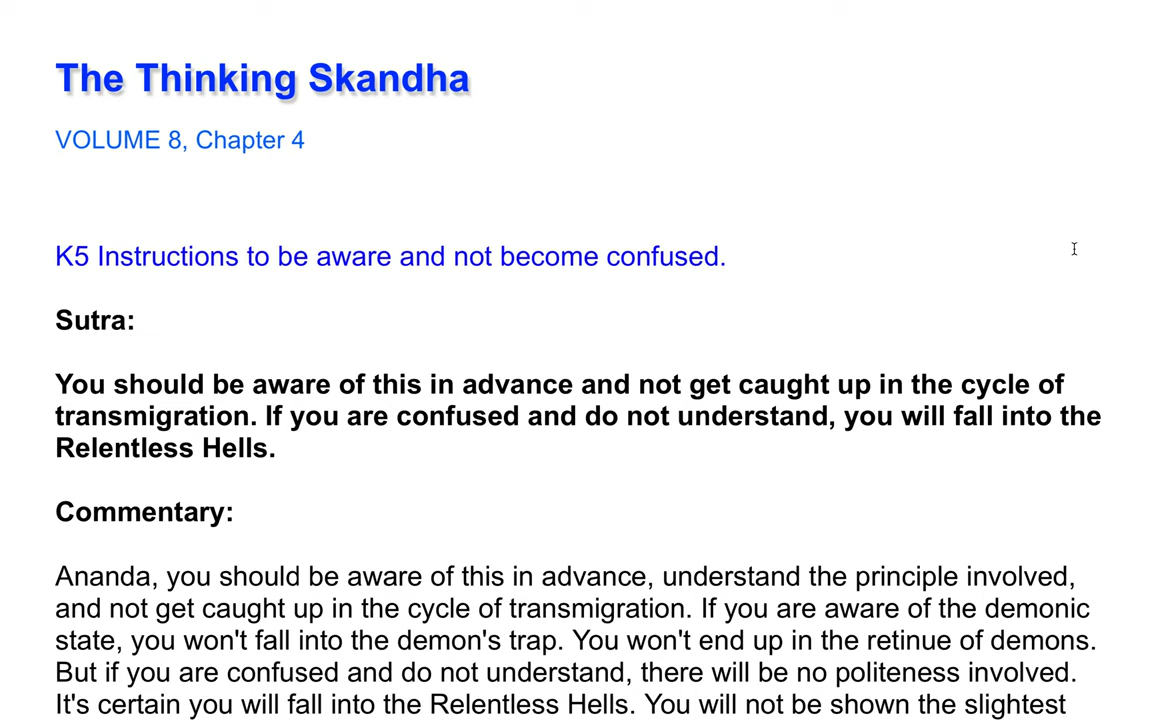 The Thinking Skandha
VOLUME 8, Chapter 4
K5 Instructions to be aware and not become confused.
Sutra:
You should be aware of this in advance and not get caught up in the cycle of
transmigration. If you are confused and do not understand, you will fall into the
Relentless Hells.
Commentary:
Ananda, you should be aware of this in advance, understand the principle involved,
and not get caught up in the cycle of transmigration. If you are aware of the demonic
state, you won't fall into the demon's trap. You won't end up in the retinue of demons.
But if you are confused and do not understand, there will be no politeness involved.
It's certain you will fall into the Relentless Hells. You will not be shown the slightest